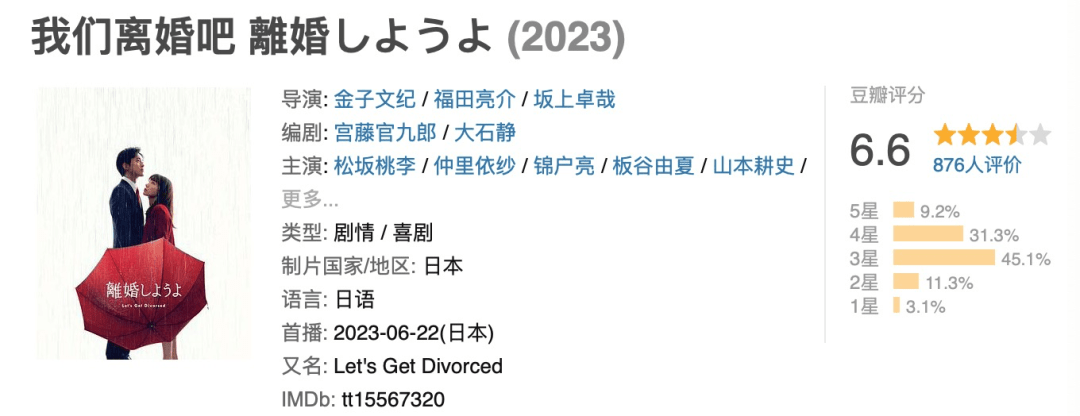 我们离婚吧 離婚しようよ (2023)
離婚しようよ
Let's Get Divorced
导演: 金子文纪 / 福田亮介 / 坂上卓哉
编剧: 宫藤官九郎 / 大石静
主演: 松坂桃李 / 仲里依纱 / 锦户亮 / 板谷由夏 / 山本耕史 /
更多...
类型: 剧情 / 喜剧
制片国家/地区: 日本
语言: 日语
首播: 2023-06-22(日本)
又名: Let's Get Divorced
IMDb: tt15567320
豆瓣评分
6.6
876人评价
5星 9.2%
4星 31.3%
3星 45.1%
2星 11.3%
1星 3.1%